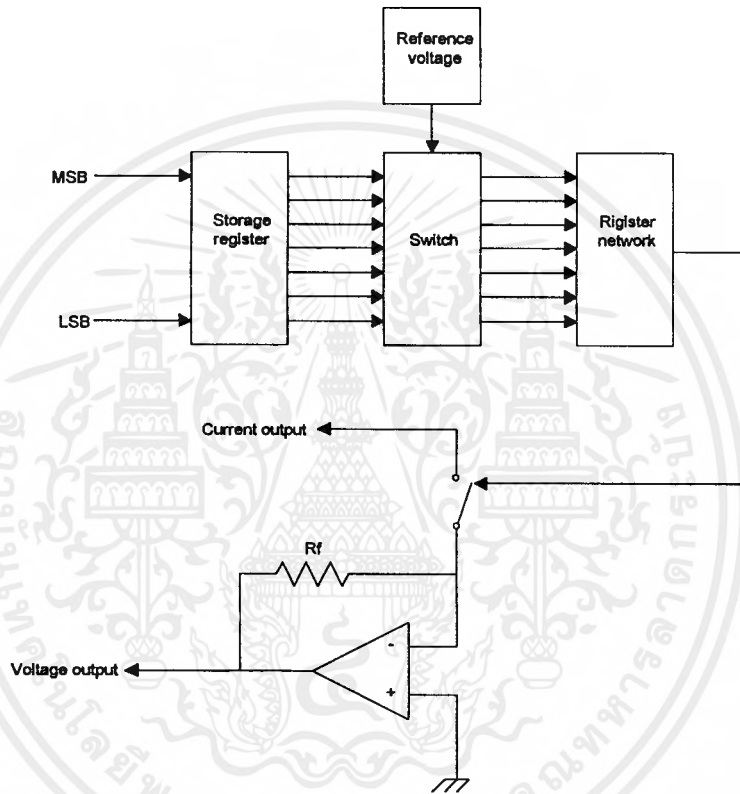 Reference
voltage
MSB
LSB
Storage
register
Switch
Rigister
network
Current output
Rf
-
+
Voltage output